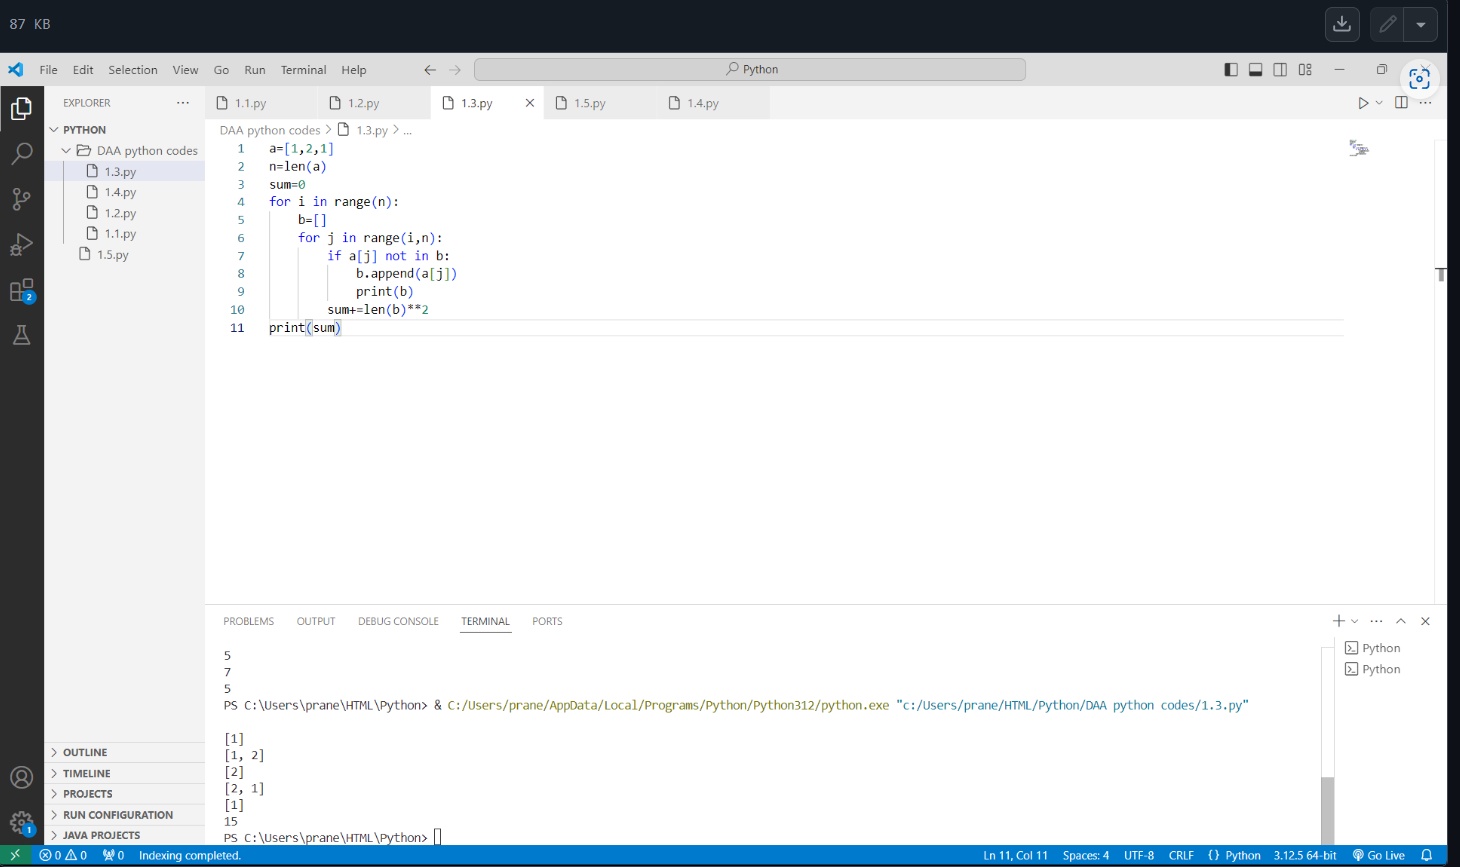 87 KB
File Edit Selection View Go Run Terminal Help
Python
EXPLORER
1.1.py
1.2.py
1.3.py
1.5.py
1.4.py
PYTHON
DAA python codes
1.3.py
1.4.py
1.2.py
1.1.py
1.5.py
DAA python codes > 1.3.py > ...
1 a=[1,2,1]
2 n=len(a)
3 sum=0
4 for i in range(n):
5     b=[]
6     for j in range(i,n):
7         if a[j] not in b:
8             b.append(a[j])
9             print(b)
10         sum+=len(b)**2
11 print(sum)
2
PROBLEMS OUTPUT DEBUG CONSOLE TERMINAL PORTS
Python
Python
5
7
5
PS C:\Users\prane\HTML\Python> & C:/Users/prane/AppData/Local/Programs/Python/Python312/python.exe "c:/Users/prane/HTML/Python/DAA python codes/1.3.py"
[1]
[1, 2]
[2]
[2, 1]
[1]
15
PS C:\Users\prane\HTML\Python>
OUTLINE
TIMELINE
PROJECTS
RUN CONFIGURATION
JAVA PROJECTS
1
0 0 0 Indexing completed.
Ln 11, Col 11 Spaces: 4 UTF-8 CRLF {} Python 3.12.5 64-bit Go Live